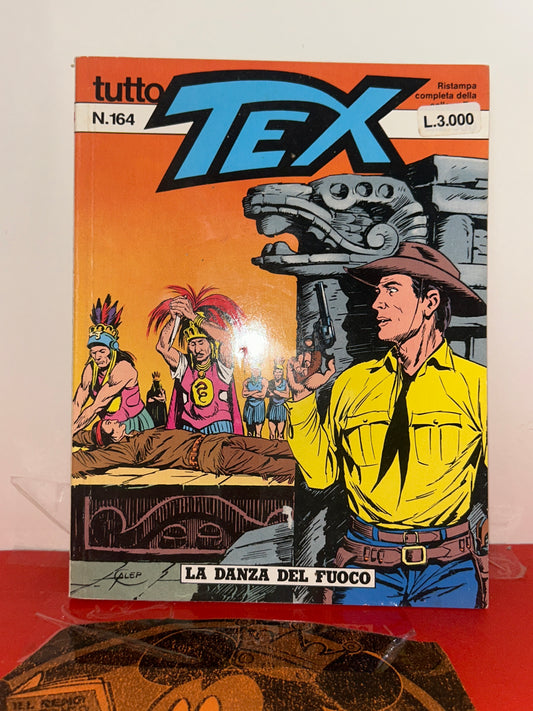 tutto
TEX
N.164
Ristampa
completa della
L.3.000
LA DANZA DEL FUOCO
GALEP